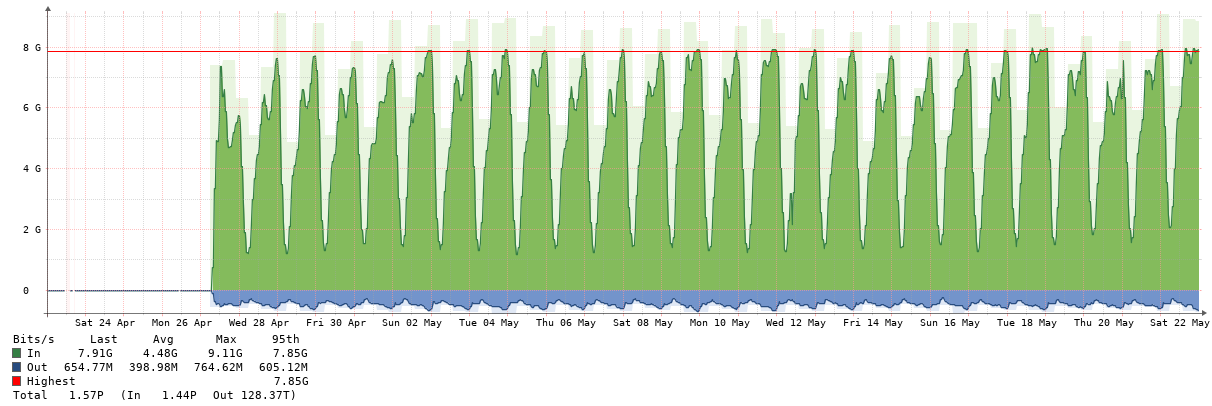 8 G
6 G
4 G
2 G
0
Sat 24 Apr Mon 26 Apr Wed 28 Apr Fri 30 Apr Sun 02 May Tue 04 May Thu 06 May Sat 08 May Mon 10 May Wed 12 May Fri 14 May Sun 16 May Tue 18 May Thu 20 May Sat 22 May
Bits/s Last Avg Max 95th
In 7.91G 4.48G 9.11G 7.85G
Out 654.77M 398.98M 764.62M 605.12M
Highest 7.85G
Total 1.57P (In 1.44P Out 128.37T)